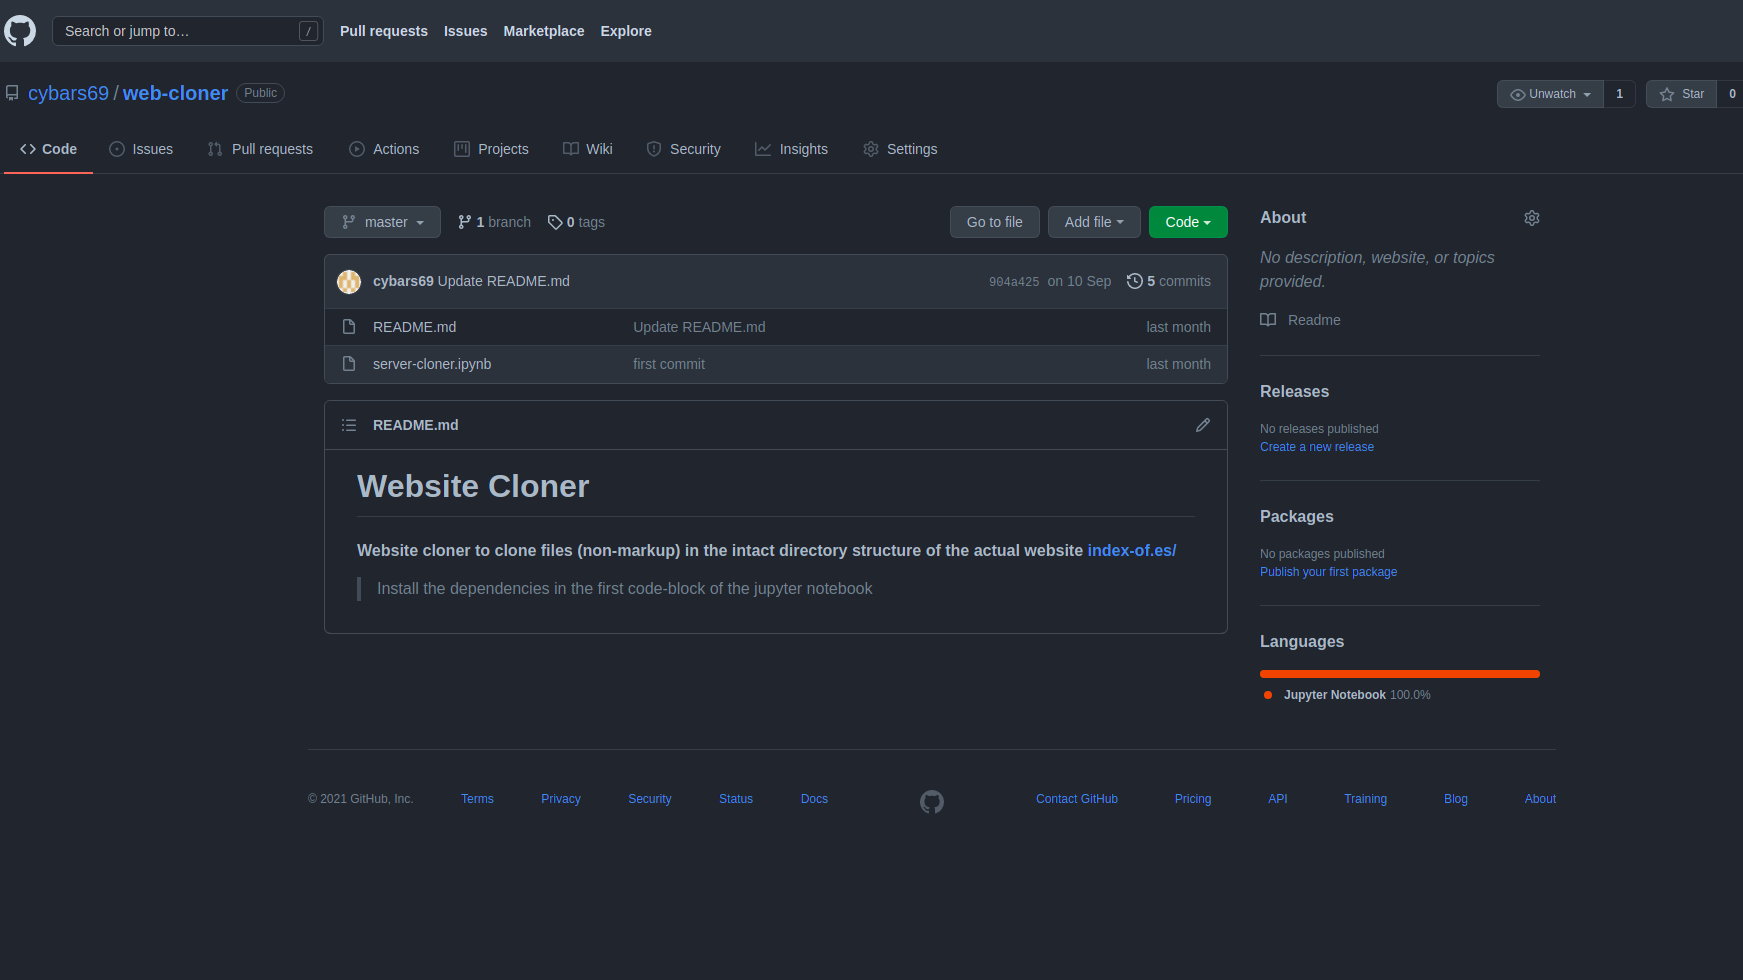 Search or jump to… /
Pull requests Issues Marketplace Explore
cybars69 / web-cloner Public
Unwatch 1 Star 0
Code Issues Pull requests Actions Projects Wiki Security Insights Settings
master 1 branch 0 tags Go to file Add file Code
cybars69 Update README.md 904a425 on 10 Sep 5 commits
README.md Update README.md last month
server-cloner.ipynb first commit last month
README.md
Website Cloner
Website cloner to clone files (non-markup) in the intact directory structure of the actual website index-of.es/
Install the dependencies in the first code-block of the jupyter notebook
About
No description, website, or topics
provided.
Readme
Releases
No releases published
Create a new release
Packages
No packages published
Publish your first package
Languages
Jupyter Notebook 100.0%
© 2021 GitHub, Inc. Terms Privacy Security Status Docs Contact GitHub Pricing API Training Blog About